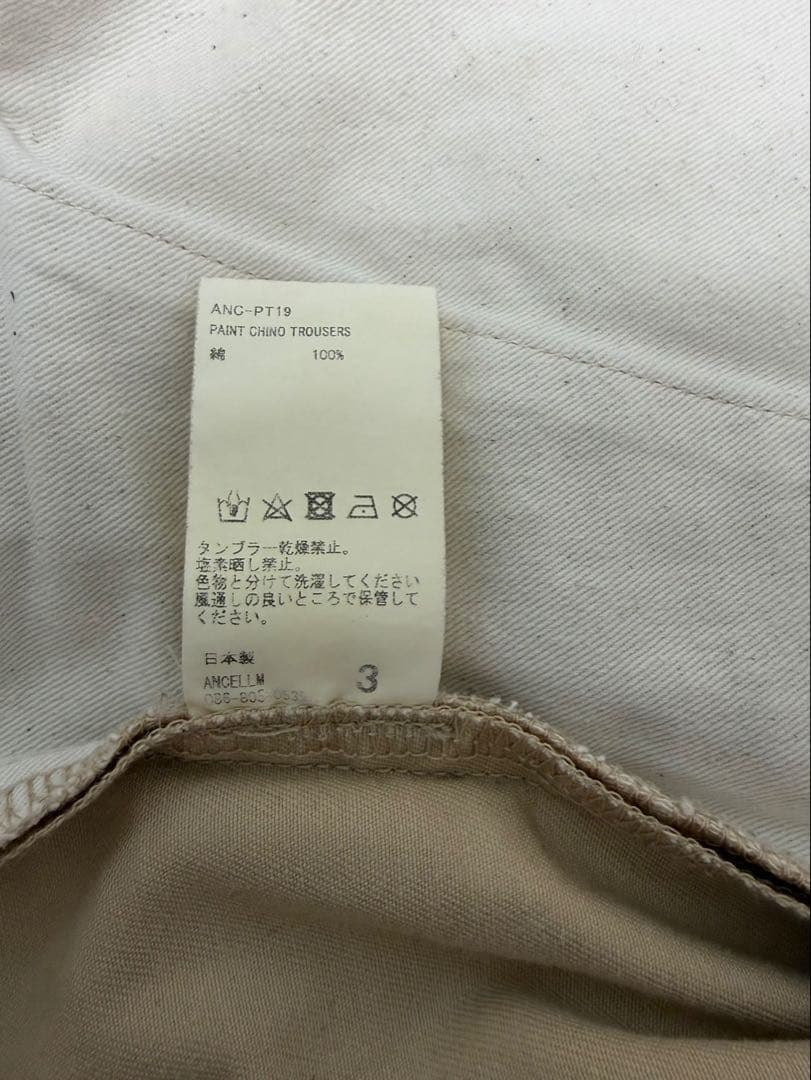 ANC-PT19
PAINT CHINO TROUSERS
綿 100%
タンブラー乾燥禁止。
塩素晒し禁止。
色物と分けて洗濯してください
風通しの良いところで保管して
ください。
日本製
ANCELLM 3